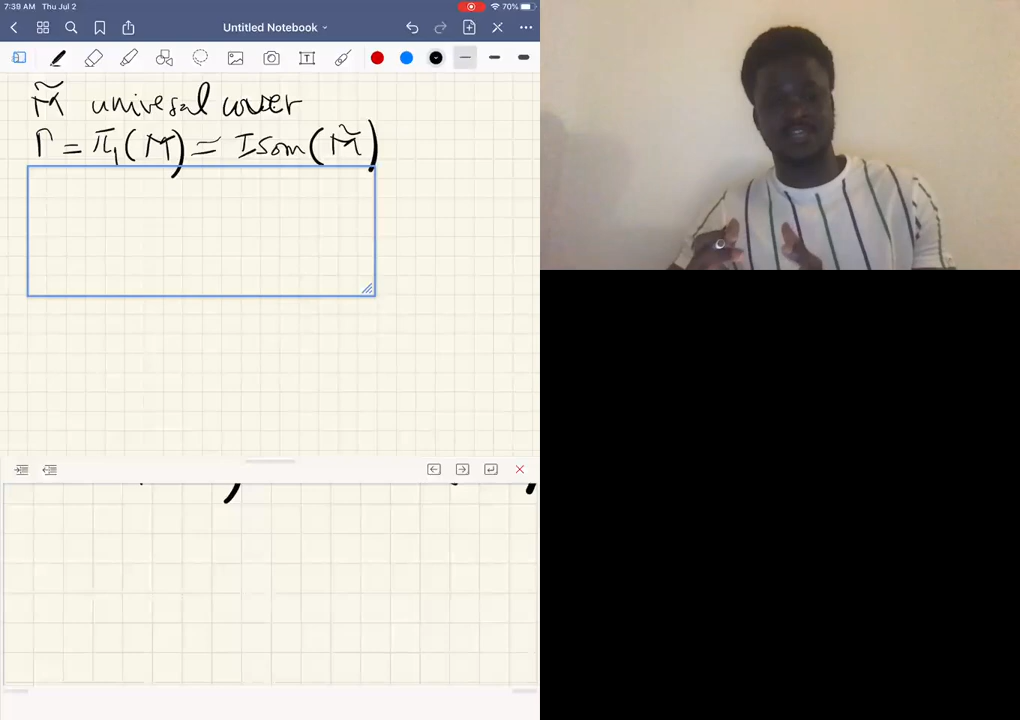 7:39 AM Thu Jul 2
70%
Untitled Notebook
M̃ universal cover
Γ = π₁(M) = Isom(M̃)